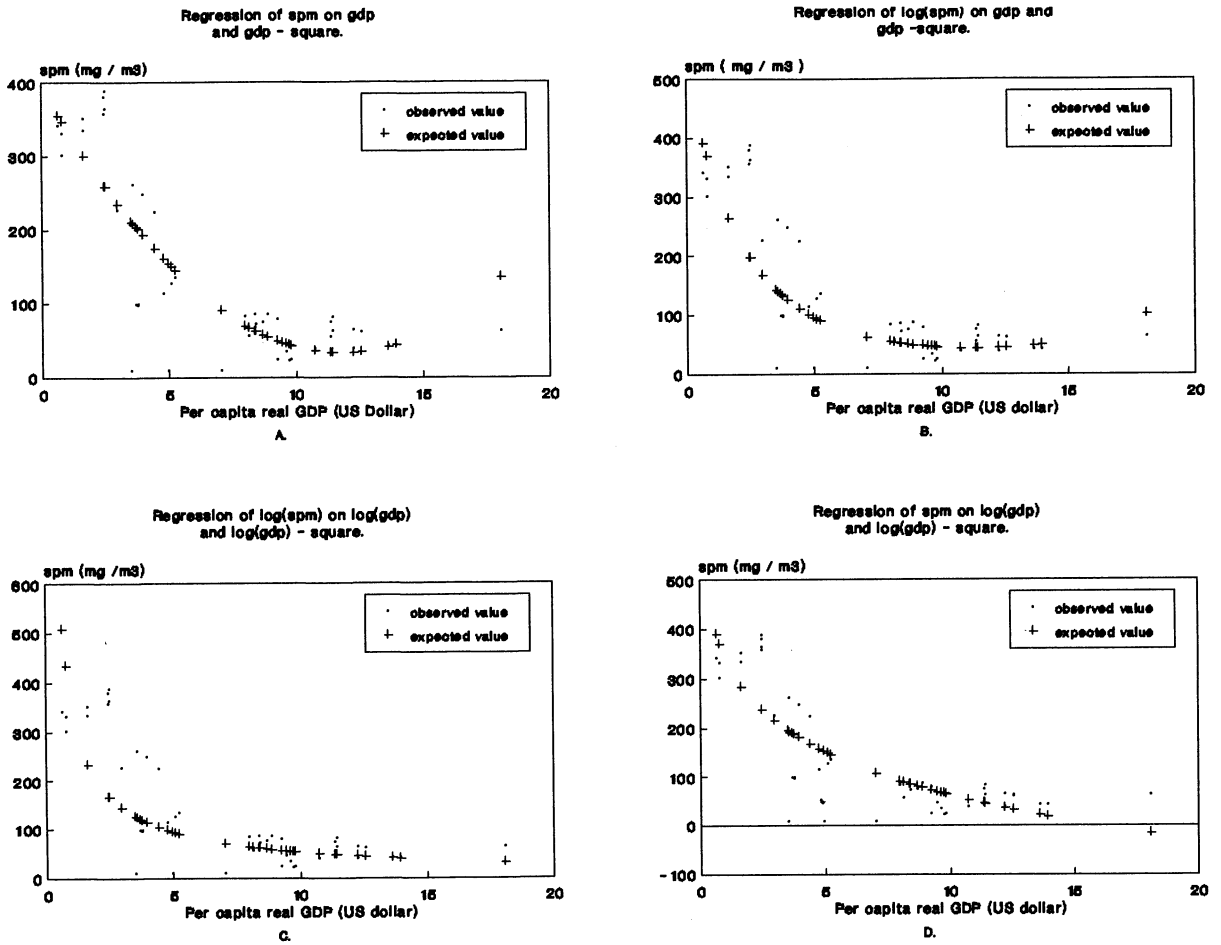 Regression of spm on gdp
and gdp - square.
spm (mg / m3)
400
300
200
100
0
observed value
expected value
0 5 10 15 20
Per capita real GDP (US Dollar)
A.
Regression of log(spm) on gdp and
gdp -square.
spm ( mg / m3 )
500
400
300
200
100
0
observed value
expected value
0 5 10 15 20
Per capita real GDP (US dollar)
B.
Regression of log(spm) on log(gdp)
and log(gdp) - square.
spm (mg /m3)
600
500
400
300
200
100
0
observed value
expected value
0 5 10 15 20
Per capita real GDP (US dollar)
C.
Regression of spm on log(gdp)
and log(gdp) - square.
spm (mg / m3)
500
400
300
200
100
0
-100
observed value
expected value
0 5 10 15 20
Per capita real GDP (US dollar)
D.